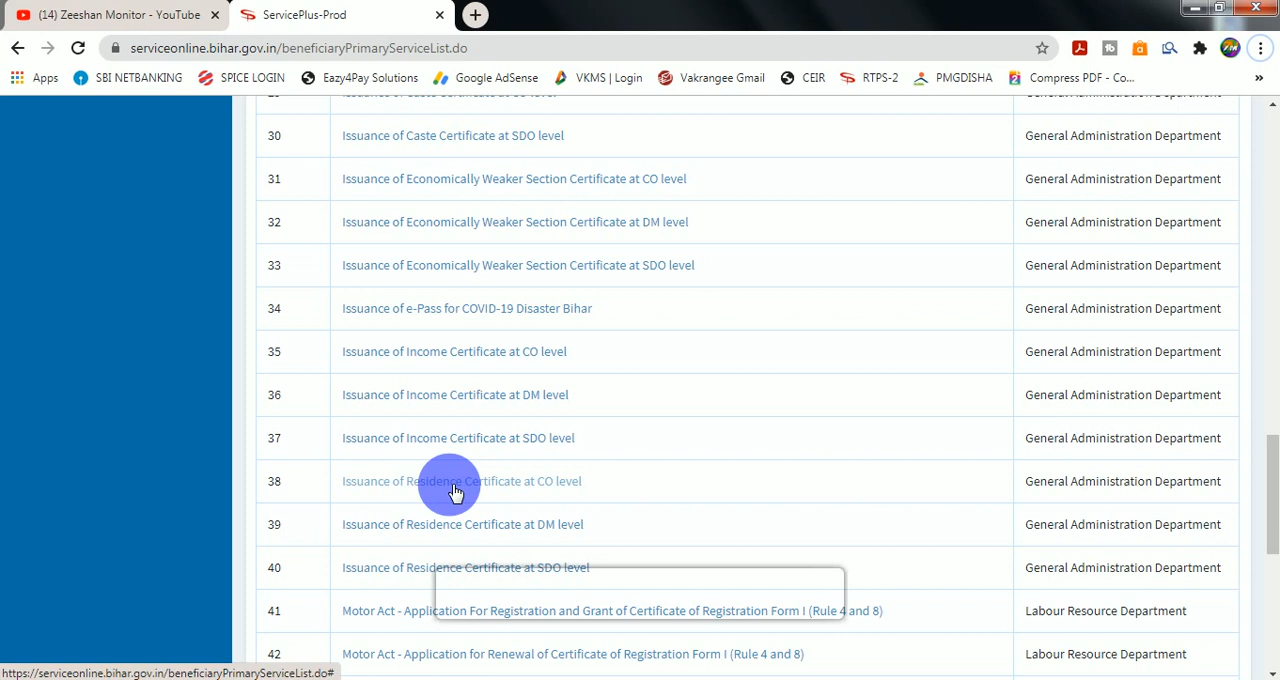 (14) Zeeshan Monitor - YouTube
ServicePlus-Prod
serviceonline.bihar.gov.in/beneficiaryPrimaryServiceList.do
Apps SBI NETBANKING SPICE LOGIN Eazy4Pay Solutions Google AdSense VKMS | Login Vakrangee Gmail CEIR RTPS-2 PMGDISHA Compress PDF - Co... »
30 Issuance of Caste Certificate at SDO level General Administration Department
31 Issuance of Economically Weaker Section Certificate at CO level General Administration Department
32 Issuance of Economically Weaker Section Certificate at DM level General Administration Department
33 Issuance of Economically Weaker Section Certificate at SDO level General Administration Department
34 Issuance of e-Pass for COVID-19 Disaster Bihar General Administration Department
35 Issuance of Income Certificate at CO level General Administration Department
36 Issuance of Income Certificate at DM level General Administration Department
37 Issuance of Income Certificate at SDO level General Administration Department
38 Issuance of Residence Certificate at CO level General Administration Department
39 Issuance of Residence Certificate at DM level General Administration Department
40 Issuance of Residence Certificate at SDO level General Administration Department
41 Motor Act - Application For Registration and Grant of Certificate of Registration Form I (Rule 4 and 8) Labour Resource Department
42 Motor Act - Application for Renewal of Certificate of Registration Form I (Rule 4 and 8) Labour Resource Department
https://serviceonline.bihar.gov.in/beneficiaryPrimaryServiceList.do#